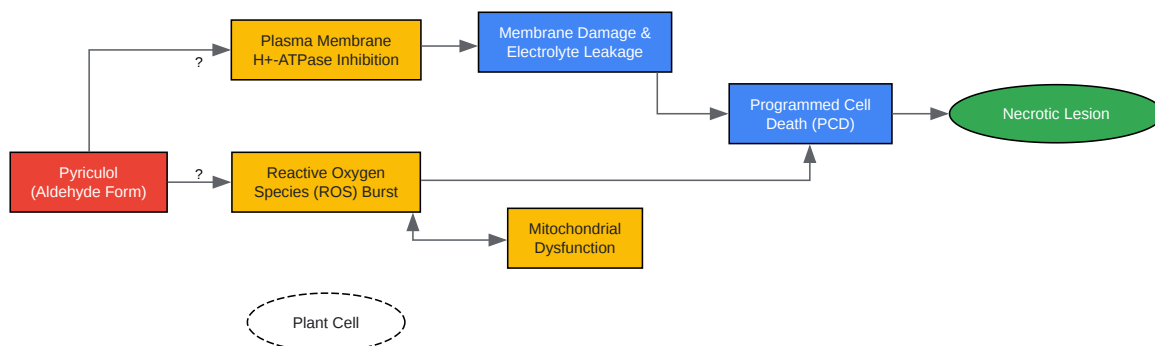 Plasma Membrane
H+-ATPase Inhibition
?
Membrane Damage &
Electrolyte Leakage
Programmed Cell
Death (PCD)
Necrotic Lesion
Pyriculol
(Aldehyde Form)
?
Reactive Oxygen
Species (ROS) Burst
Mitochondrial
Dysfunction
Plant Cell